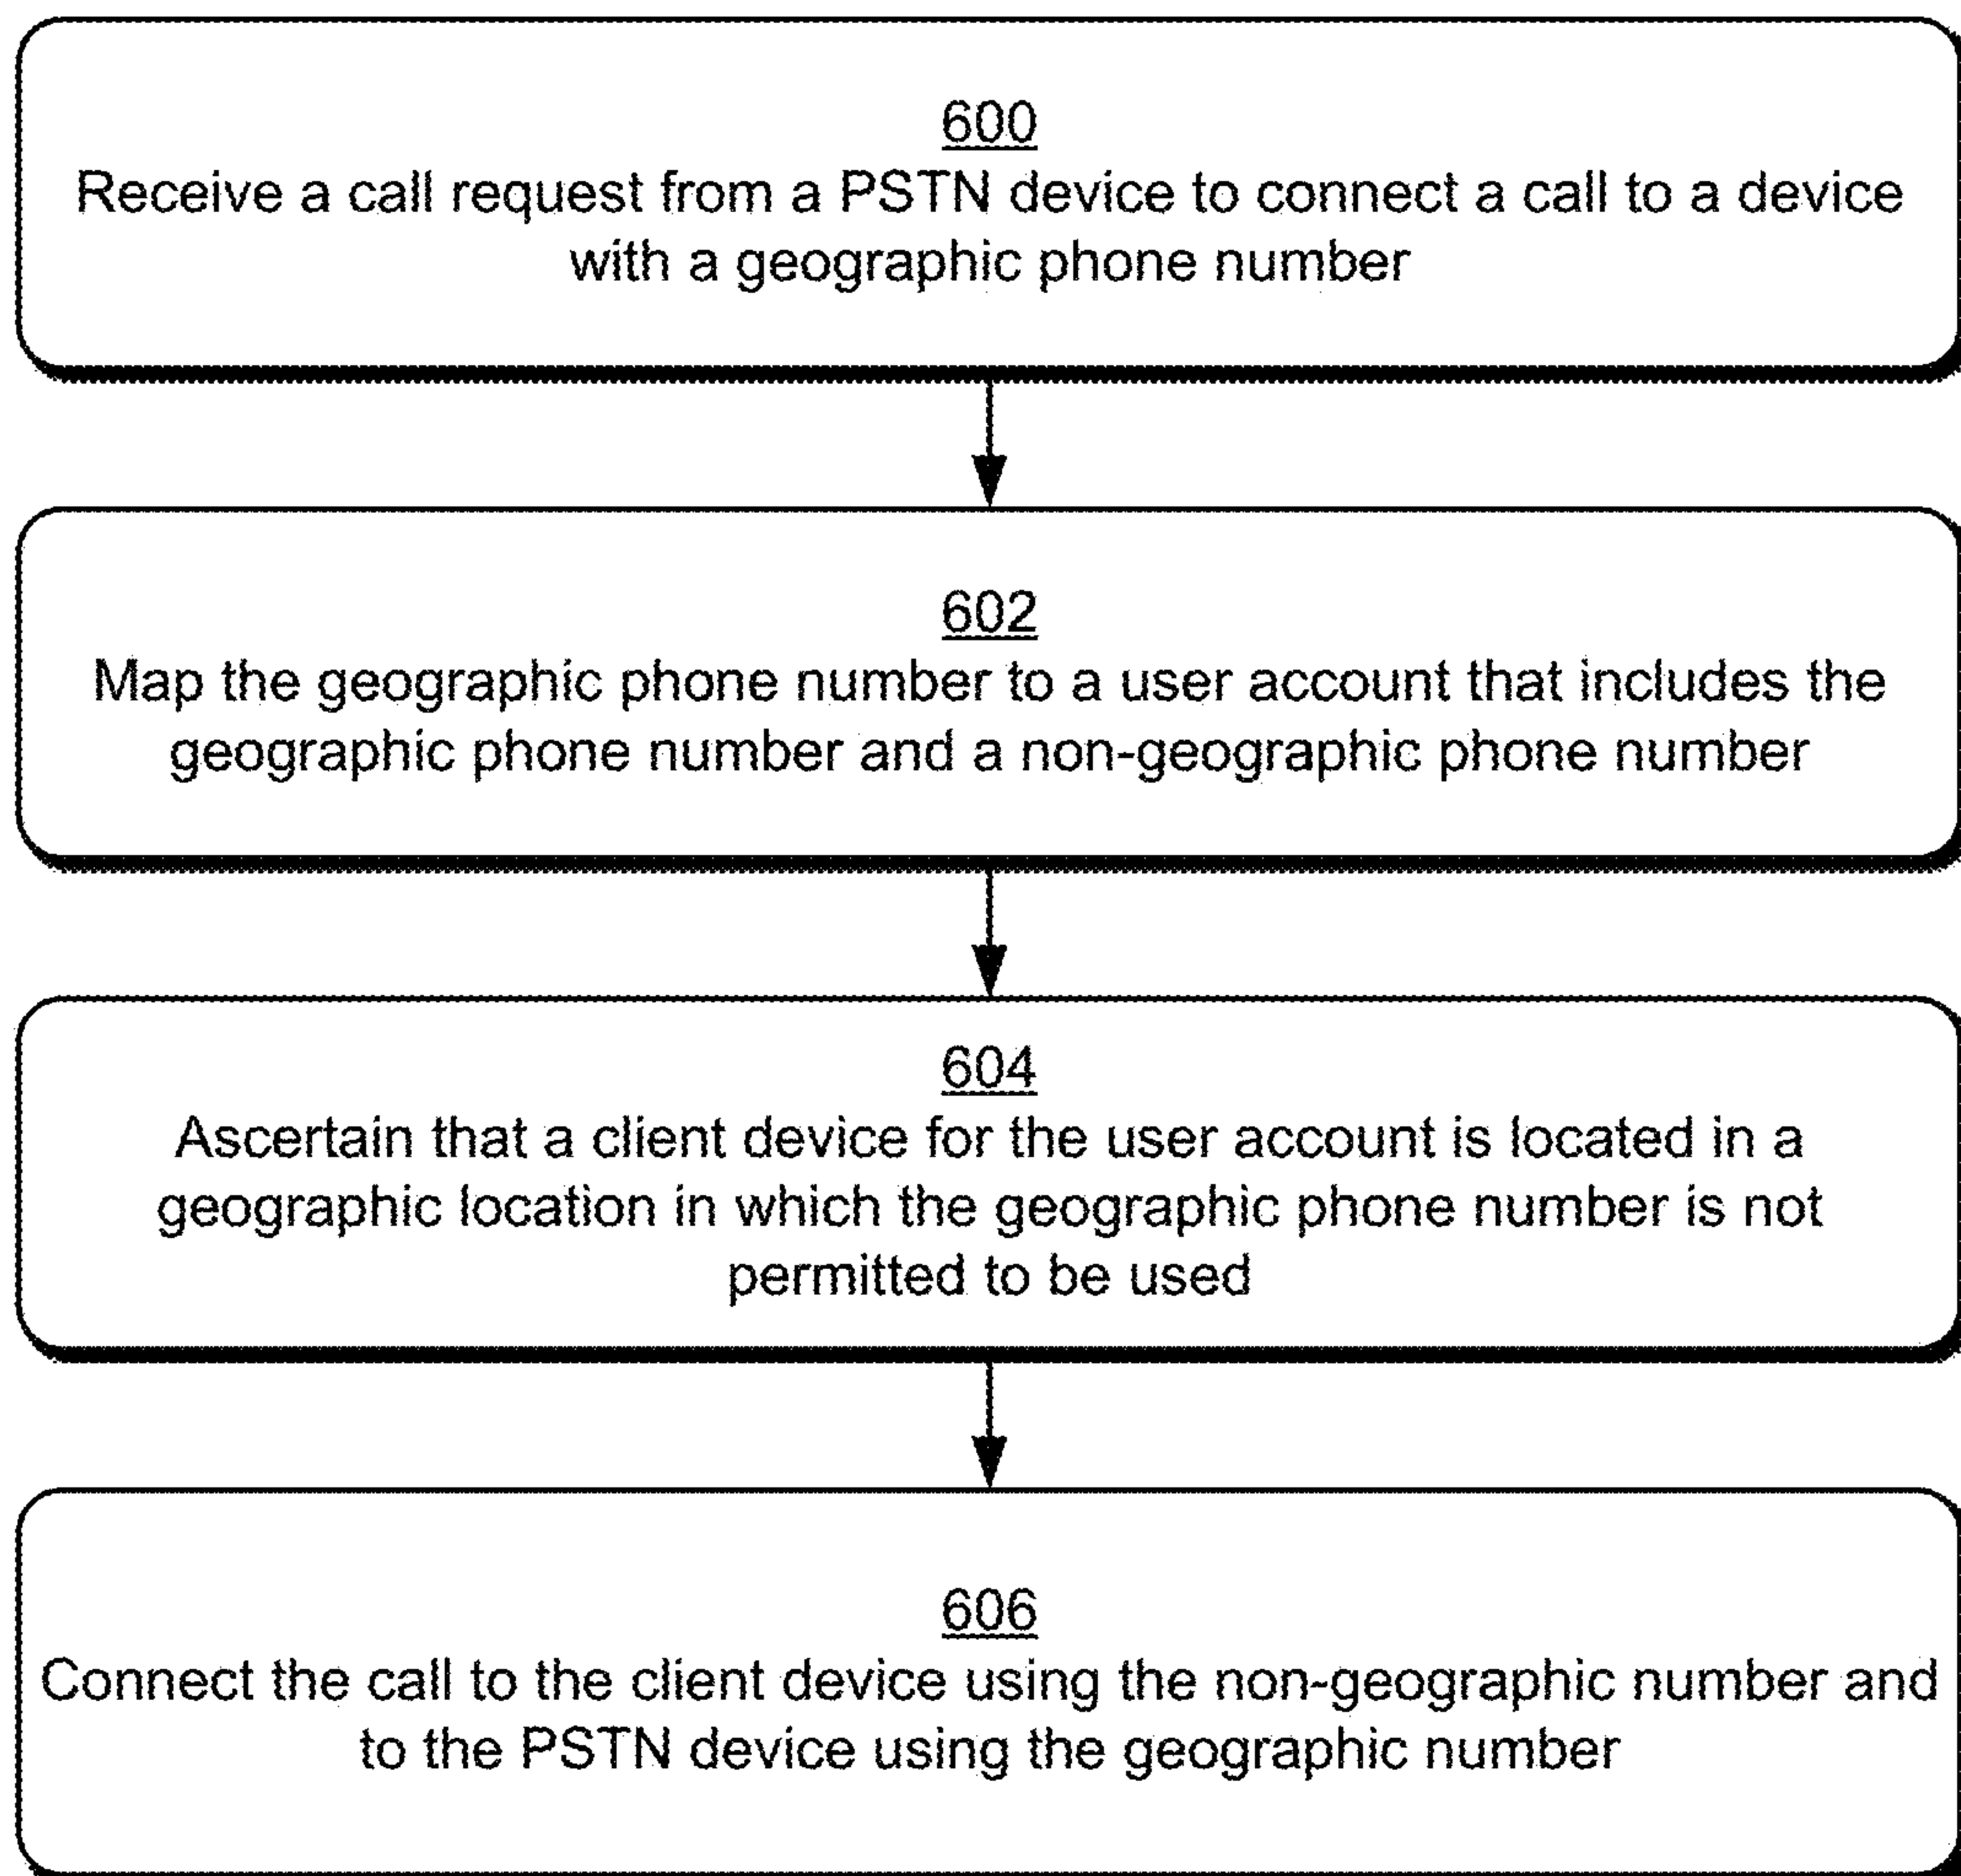 600
Receive a call request from a PSTN device to connect a call to a device
with a geographic phone number
602
Map the geographic phone number to a user account that includes the
geographic phone number and a non-geographic phone number
604
Ascertain that a client device for the user account is located in a
geographic location in which the geographic phone number is not
permitted to be used
606
Connect the call to the client device using the non-geographic number and
to the PSTN device using the geographic number